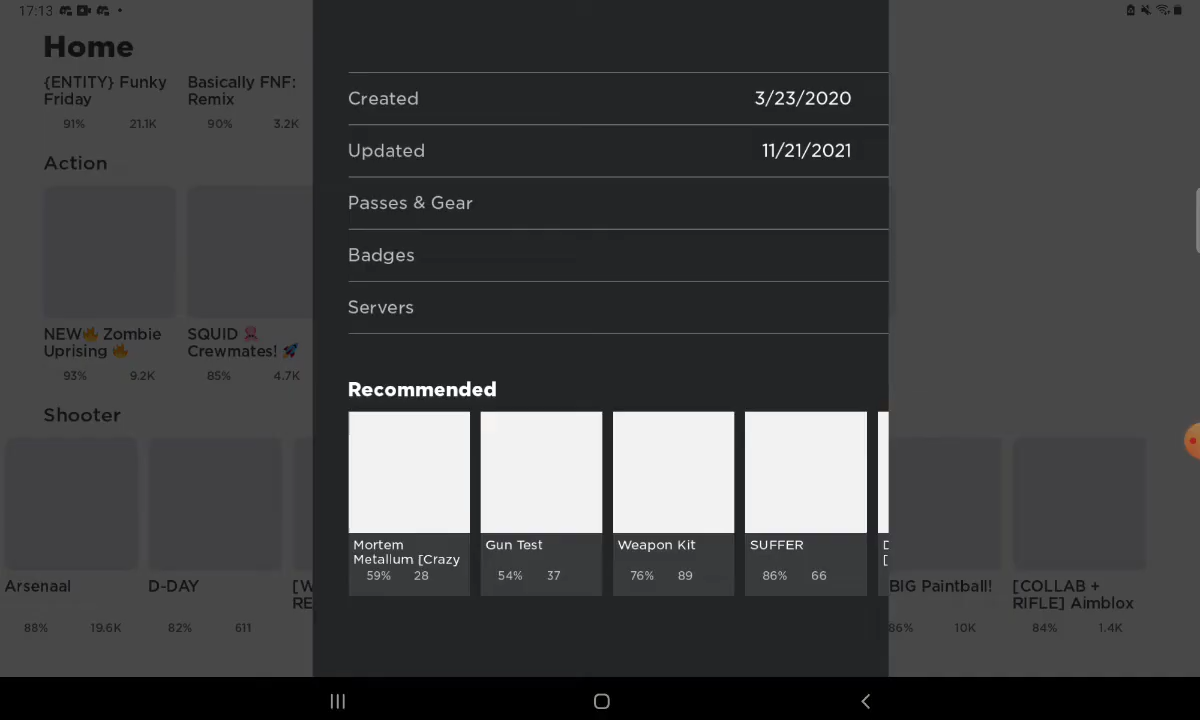 17:13
Home
{ENTITY} Funky
Friday
91% 21.1K
Basically FNF:
Remix
90% 3.2K
Action
NEW🔥 Zombie
Uprising 🔥
93% 9.2K
SQUID 🦑
Crewmates! 🚀
85% 4.7K
Shooter
Arsenaal
88% 19.6K
D-DAY
82% 611
[W
RE
Created 3/23/2020
Updated 11/21/2021
Passes & Gear
Badges
Servers
Recommended
Mortem
Metallum [Crazy
59% 28
Gun Test
54% 37
Weapon Kit
76% 89
SUFFER
86% 66
BIG Paintball!
86% 10K
[COLLAB +
RIFLE] Aimblox
84% 1.4K